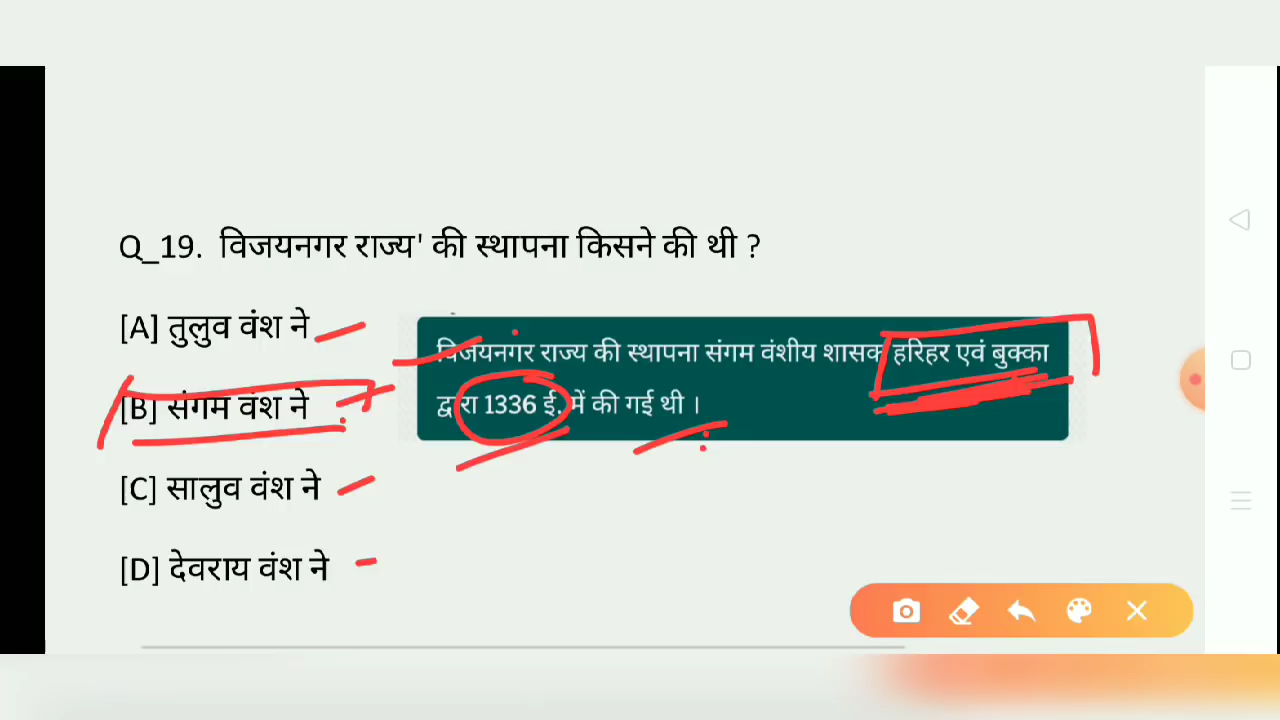 Q_19. विजयनगर राज्य' की स्थापना किसने की थी ?
[A] तुलुव वंश ने
विजयनगर राज्य की स्थापना संगम वंशीय शासक हरिहर एवं बुक्का
द्वारा 1336 ई. में की गई थी ।
[B] संगम वंश ने
[C] सालुव वंश ने
[D] देवराय वंश ने